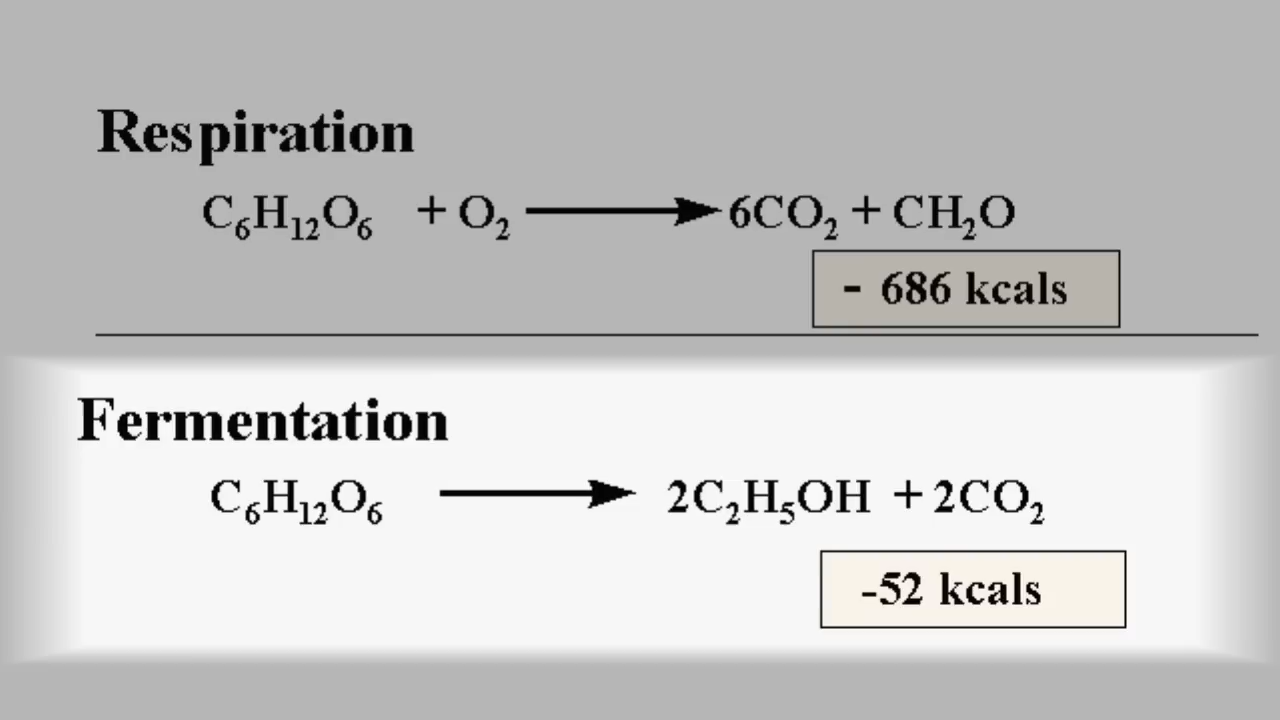 Respiration
C₆H₁₂O₆ + O₂ ⟶ 6CO₂ + CH₂O
- 686 kcals
Fermentation
C₆H₁₂O₆ ⟶ 2C₂H₅OH + 2CO₂
-52 kcals